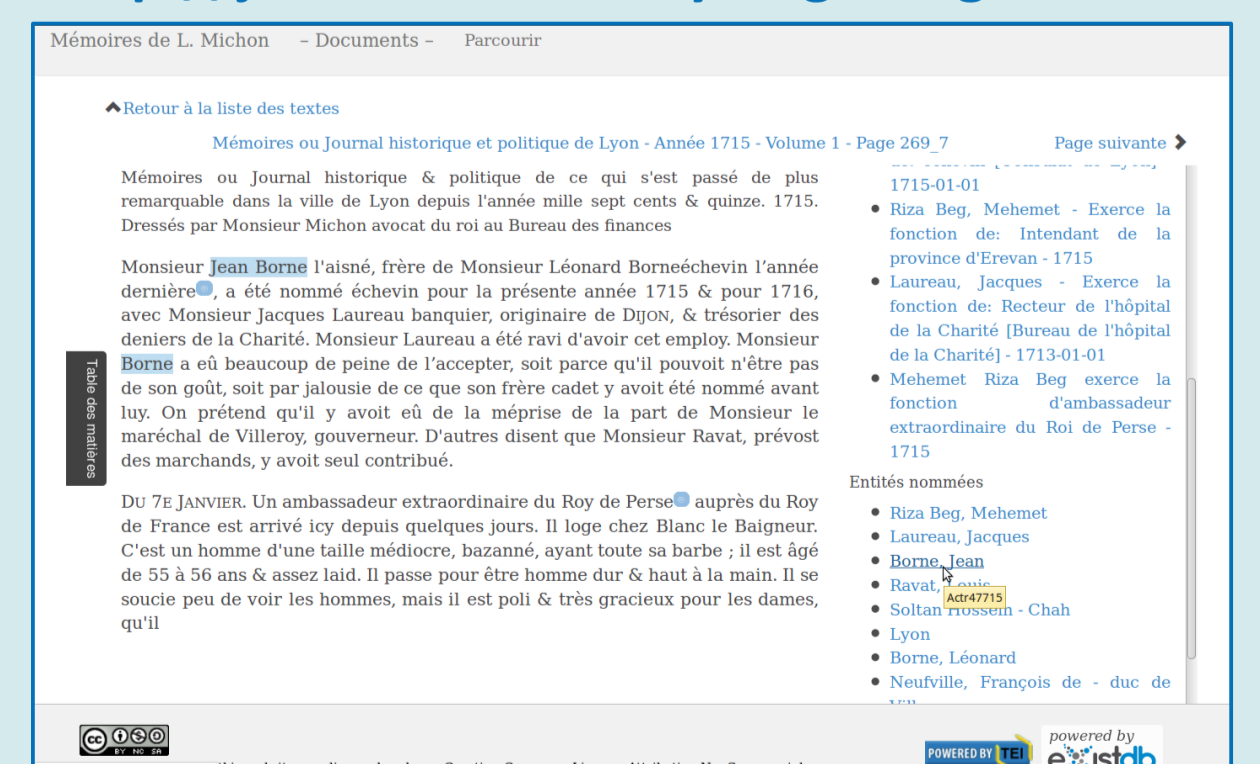 Mémoires de L. Michon – Documents – Parcourir
Retour à la liste des textes
Mémoires ou Journal historique et politique de Lyon - Année 1715 - Volume 1 - Page 269_7 Page suivante
Mémoires ou Journal historique & politique de ce qui s'est passé de plus
remarquable dans la ville de Lyon depuis l'année mille sept cents & quinze. 1715.
Dressés par Monsieur Michon avocat du roi au Bureau des finances
Monsieur Jean Borne l'aisné, frère de Monsieur Léonard Borneéchevin l’année
dernière, a été nommé échevin pour la présente année 1715 & pour 1716,
avec Monsieur Jacques Laureau banquier, originaire de DIJON, & trésorier des
deniers de la Charité. Monsieur Laureau a été ravi d'avoir cet employ. Monsieur
Borne a eû beaucoup de peine de l’accepter, soit parce qu'il pouvoit n'être pas
de son goût, soit par jalousie de ce que son frère cadet y avoit été nommé avant
luy. On prétend qu'il y avoit eû de la méprise de la part de Monsieur le
maréchal de Villeroy, gouverneur. D'autres disent que Monsieur Ravat, prévost
des marchands, y avoit seul contribué.
DU 7E JANVIER. Un ambassadeur extraordinaire du Roy de Perse auprès du Roy
de France est arrivé icy depuis quelques jours. Il loge chez Blanc le Baigneur.
C'est un homme d'une taille médiocre, bazanné, ayant toute sa barbe ; il est âgé
de 55 à 56 ans & assez laid. Il passe pour être homme dur & haut à la main. Il se
soucie peu de voir les hommes, mais il est poli & très gracieux pour les dames,
qu'il
Table des matières
1715-01-01
Riza Beg, Mehemet - Exerce la
fonction de: Intendant de la
province d'Erevan - 1715
Laureau, Jacques - Exerce la
fonction de: Recteur de l'hôpital
de la Charité [Bureau de l'hôpital
de la Charité] - 1713-01-01
Mehemet Riza Beg exerce la
fonction d'ambassadeur
extraordinaire du Roi de Perse -
1715
Entités nommées
Riza Beg, Mehemet
Laureau, Jacques
Borne, Jean
Ravat, Louis
Actr47715
Soltan Hossein - Chah
Lyon
Borne, Léonard
Neufville, François de - duc de
cc BY NC SA
POWERED BY TEI
powered by
existdb